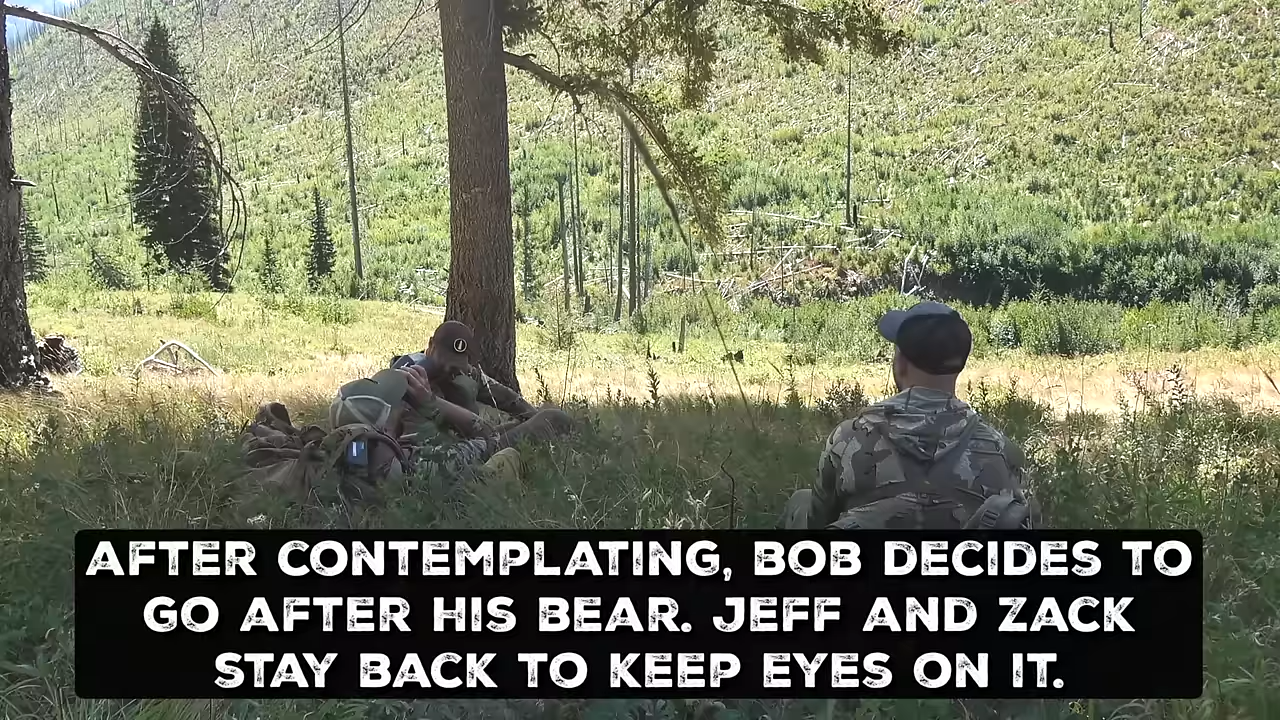 AFTER CONTEMPLATING, BOB DECIDES TO
GO AFTER HIS BEAR. JEFF AND ZACK
STAY BACK TO KEEP EYES ON IT.